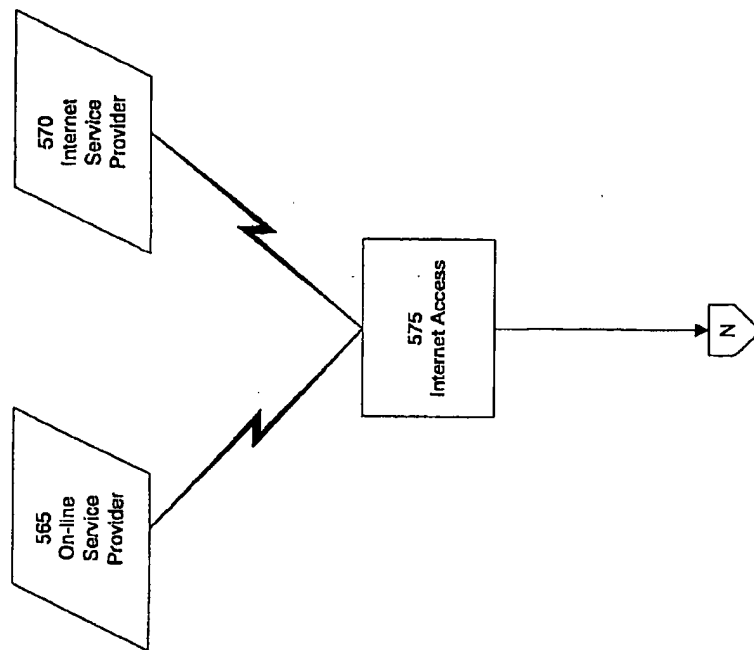 570
Internet
Service
Provider
565
On-line
Service
Provider
575
Internet Access
N